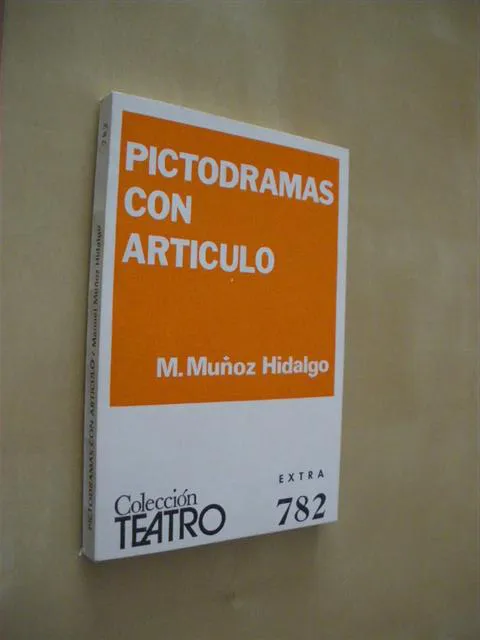 PICTODRAMAS
CON
ARTICULO
M. Muñoz Hidalgo
EXTRA
Colección
TEATRO
782
782
PICTODRAMAS CON ARTICULO / Manuel Muñoz Hidalgo